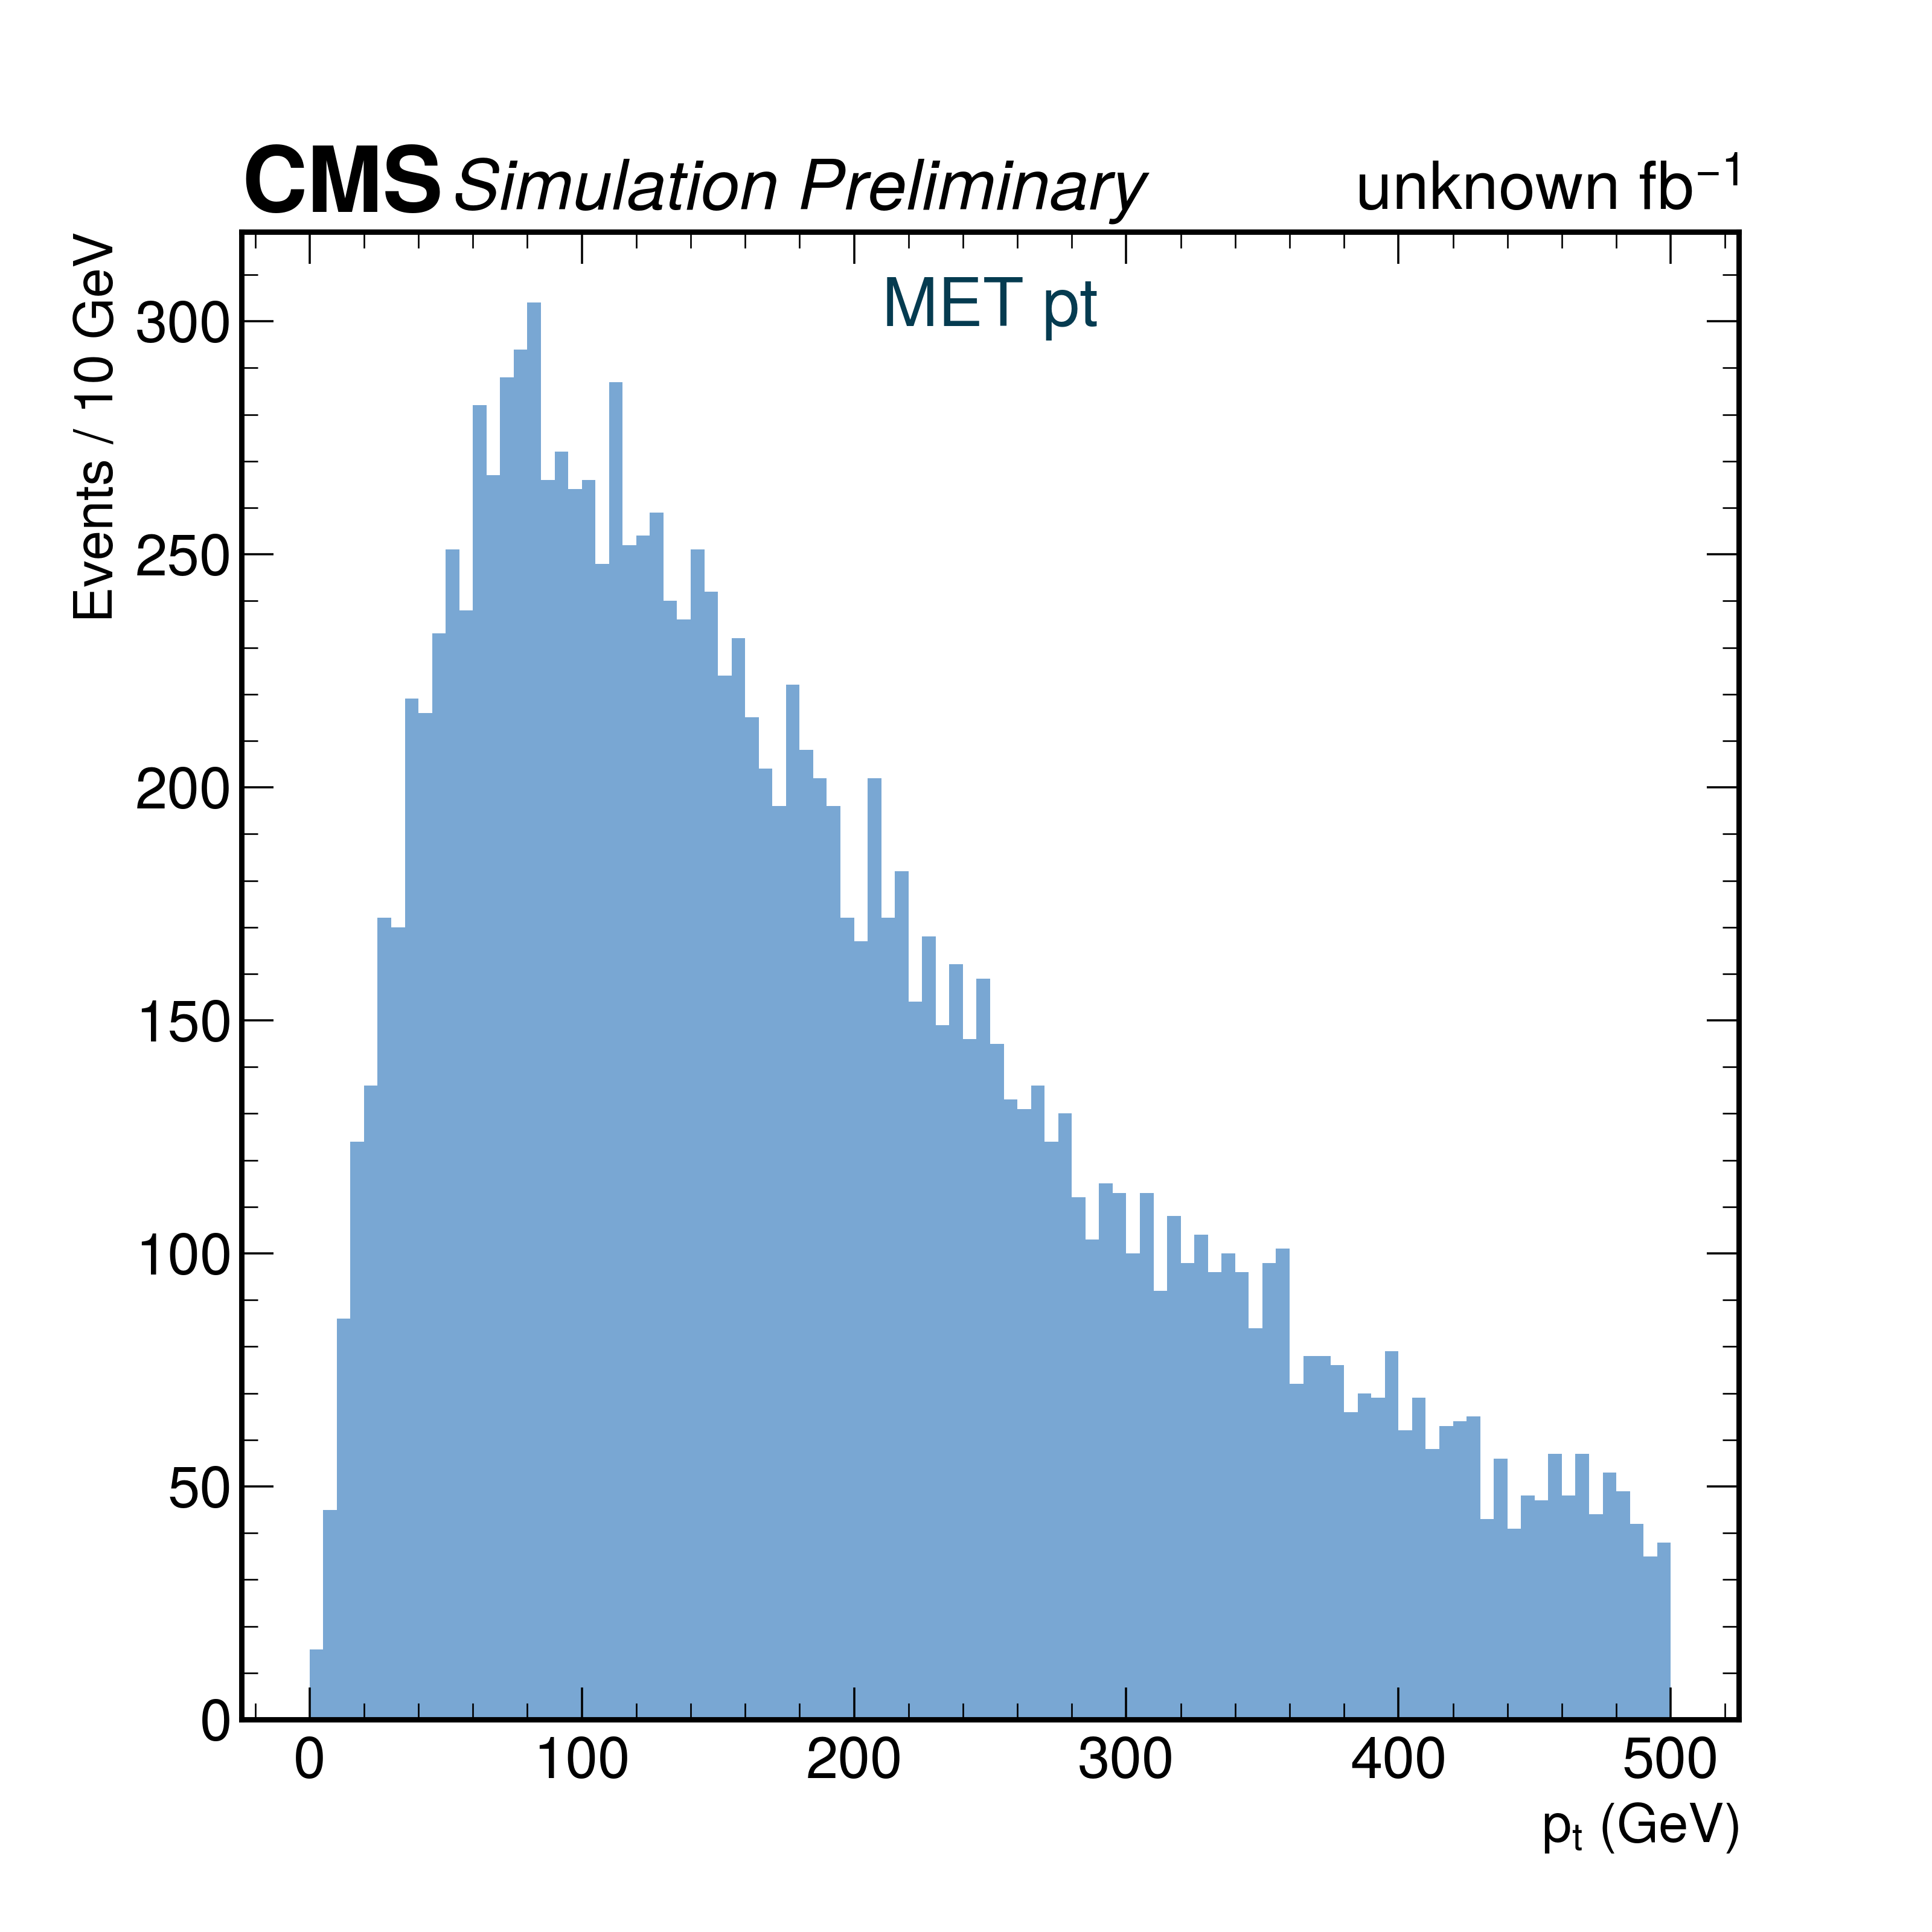 CMS Simulation Preliminary unknown fb⁻¹
Events / 10 GeV
MET pt
300
250
200
150
100
50
0
0 100 200 300 400 500
pₜ (GeV)